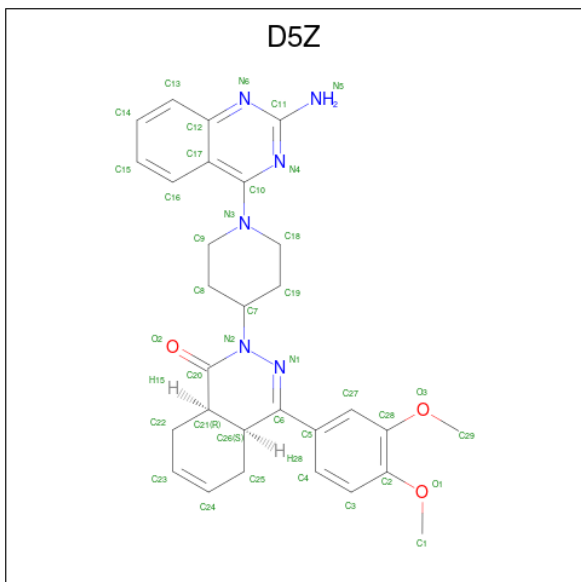 D5Z
N5
C13 N6 C11 NH2
C14 C12
C15 C17 N4
C16 C10
N3
C9 C18
C8 C19
C7
O2 N2 N1
C20
H15 H C27 O3
C6 C28
C22 C21(R) C5 C29
C26(S) H H28 C4
C23 C25 C2 O1
C24 C3
C1